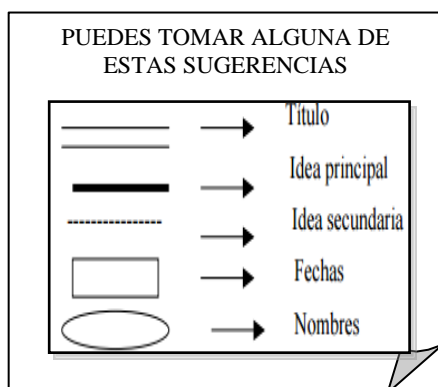 PUEDES TOMAR ALGUNA DE
ESTAS SUGERENCIAS
Título
Idea principal
Idea secundaria
Fechas
Nombres